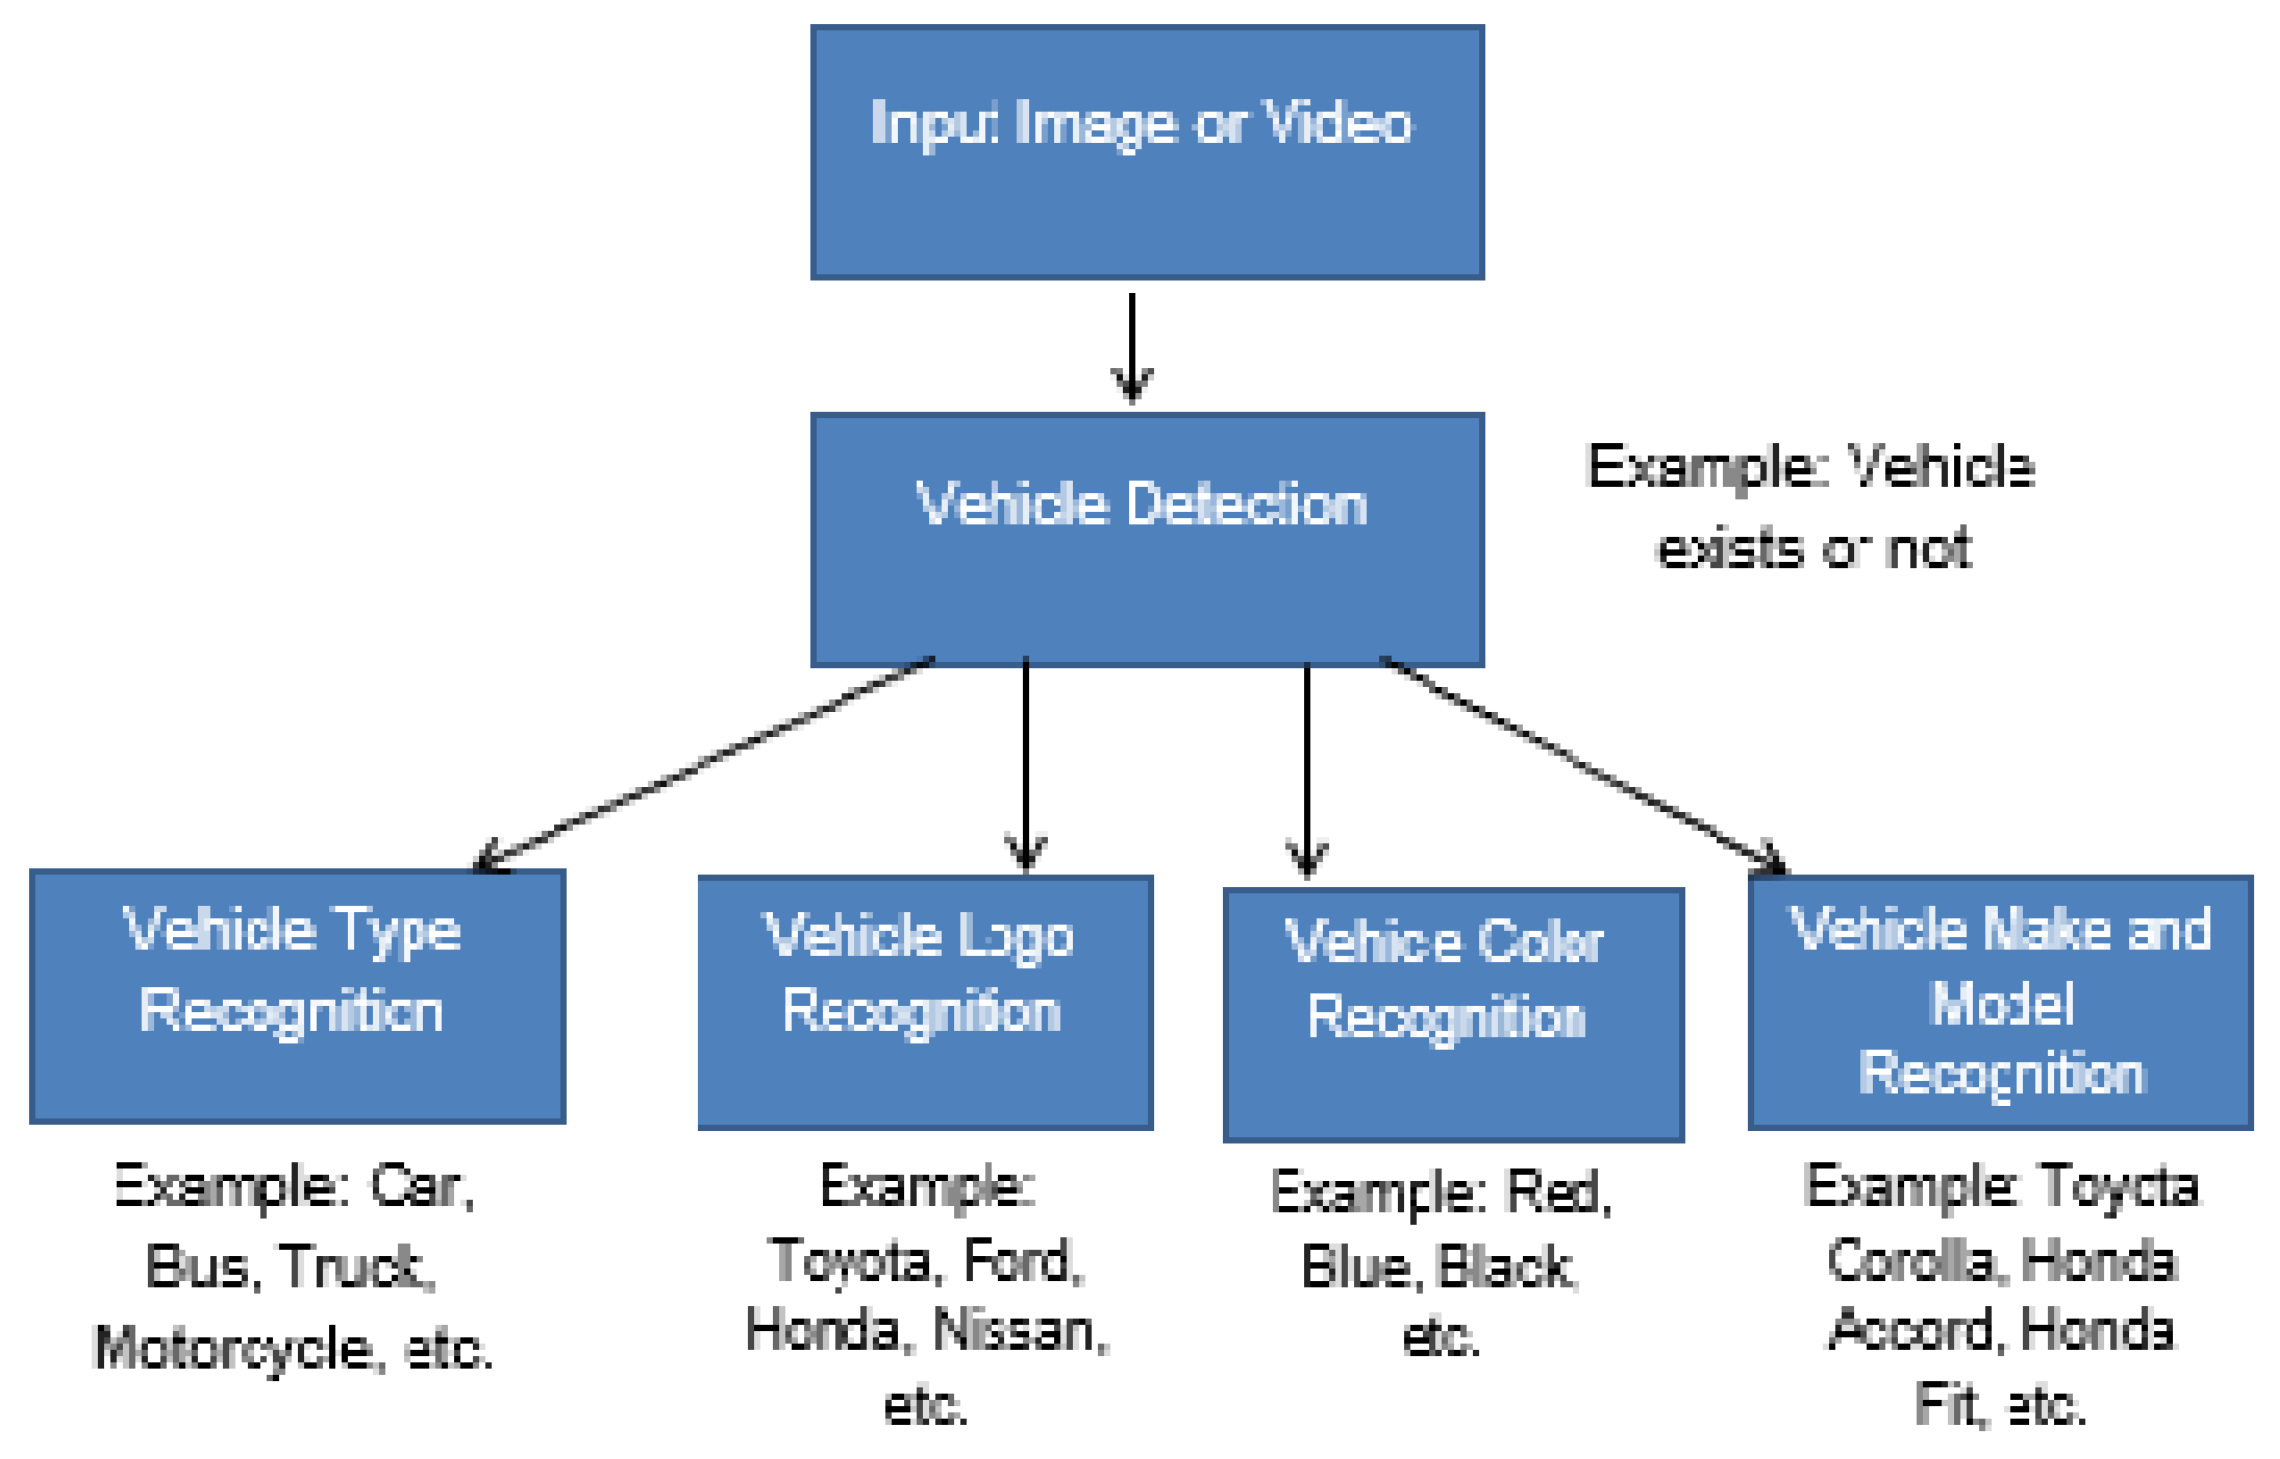 Input Image or Video
Vehicle Detection
Example: Vehicle
exists or not
Vehicle Type
Recognition
Example: Car,
Bus, Truck,
Motorcycle, etc.
Vehicle Logo
Recognition
Example:
Toyota, Ford,
Honda, Nissan,
etc.
Vehice Color
Recognition
Example: Red,
Blue, Black,
etc.
Vehicle Make and
Model
Recognition
Example: Toyota
Corolla, Honda
Accord, Honda
Fit, etc.